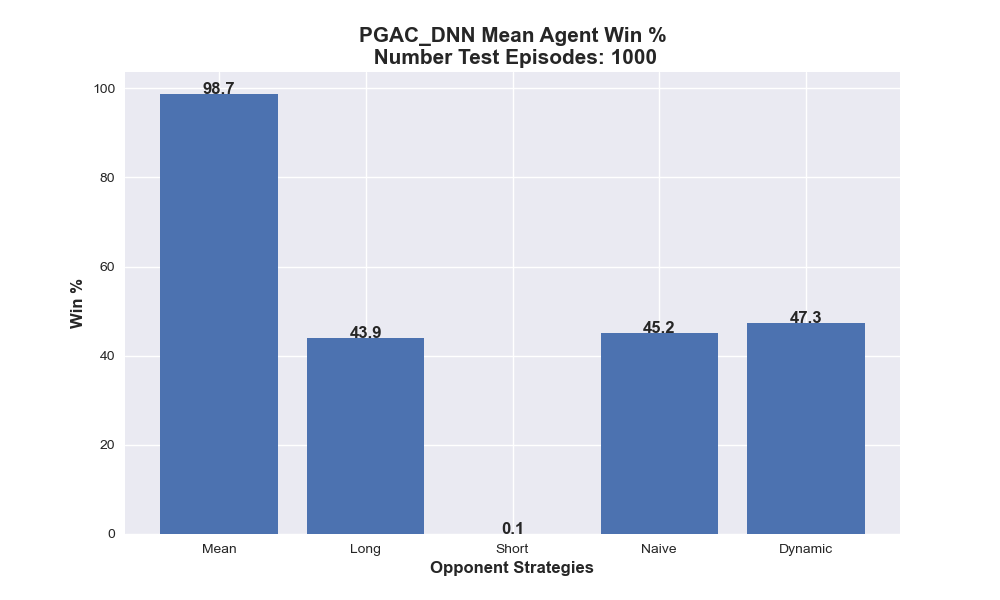 PGAC_DNN Mean Agent Win %
Number Test Episodes: 1000
100
80
60
40
20
0
Win %
98.7
43.9
0.1
45.2
47.3
Mean Long Short Naive Dynamic
Opponent Strategies